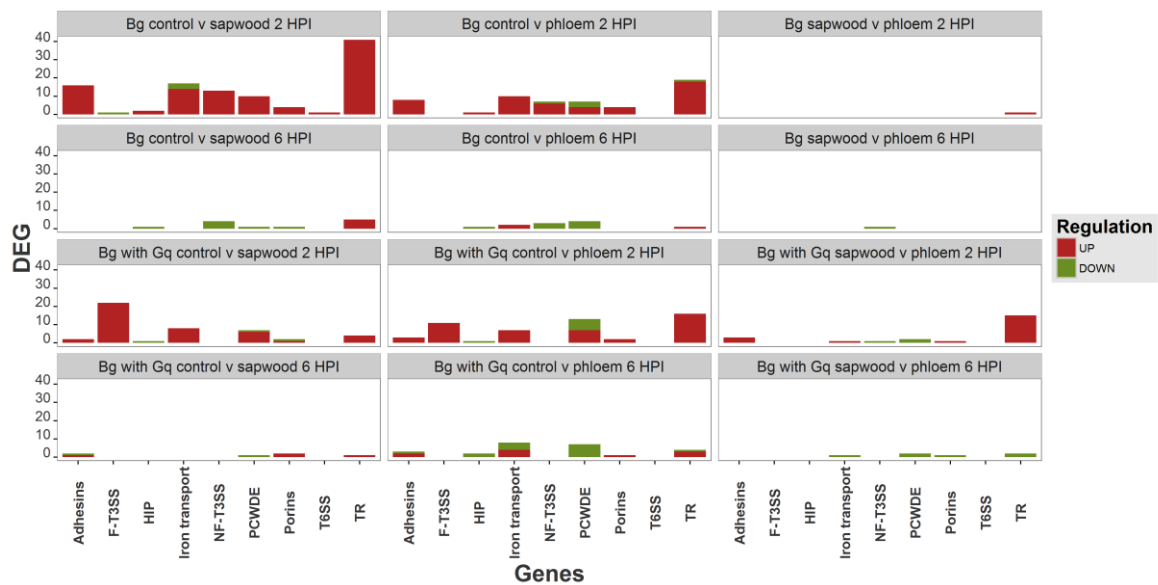 Bg control v sapwood 2 HPI
Bg control v phloem 2 HPI
Bg sapwood v phloem 2 HPI
40
30
20
10
0
Bg control v sapwood 6 HPI
Bg control v phloem 6 HPI
Bg sapwood v phloem 6 HPI
40
30
20
10
0
Bg with Gq control v sapwood 2 HPI
Bg with Gq control v phloem 2 HPI
Bg with Gq sapwood v phloem 2 HPI
40
30
20
10
0
Bg with Gq control v sapwood 6 HPI
Bg with Gq control v phloem 6 HPI
Bg with Gq sapwood v phloem 6 HPI
40
30
20
10
0
DEG
Adhesins
F-T3SS
HIP
Iron transport
NF-T3SS
PCWDE
Porins
T6SS
TR
Adhesins
F-T3SS
HIP
Iron transport
NF-T3SS
PCWDE
Porins
T6SS
TR
Adhesins
F-T3SS
HIP
Iron transport
NF-T3SS
PCWDE
Porins
T6SS
TR
Genes
Regulation
UP
DOWN